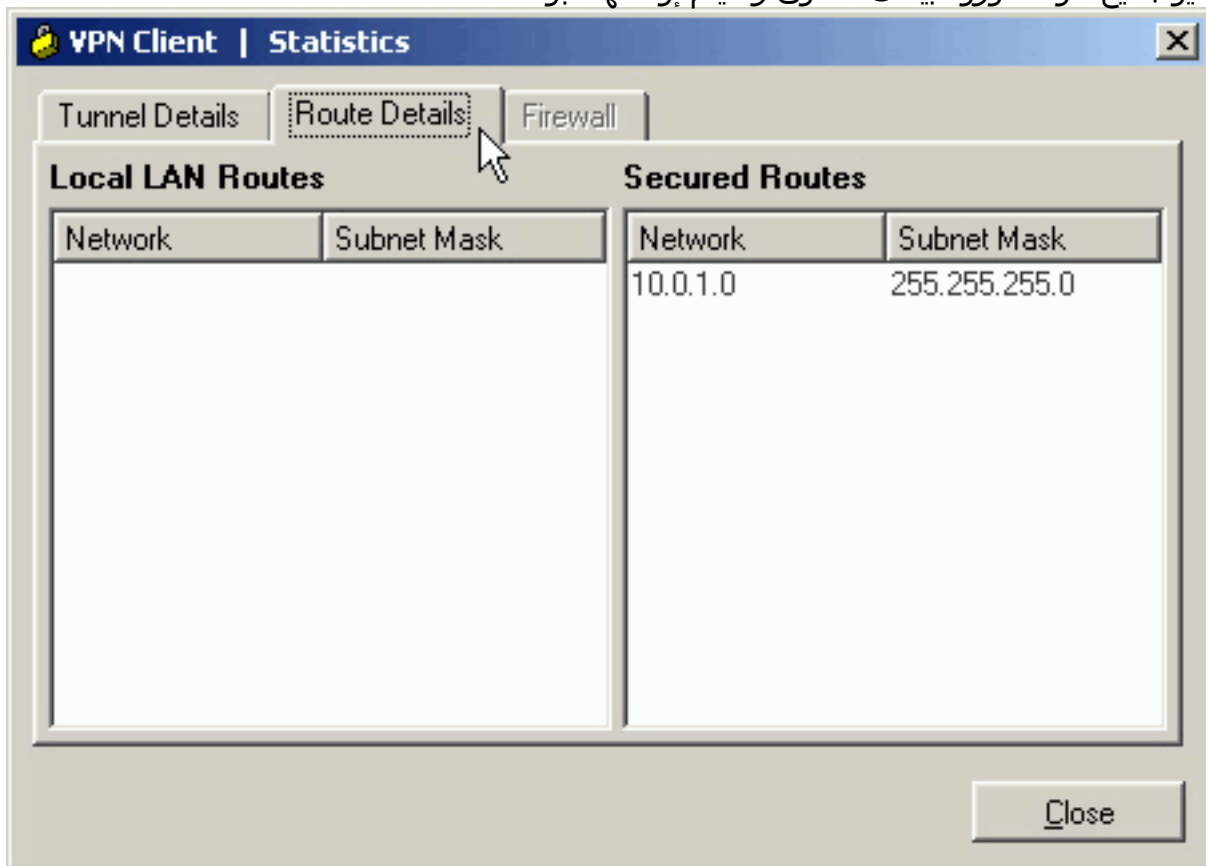 VPN Client | Statistics
Tunnel Details
Route Details
Firewall
Local LAN Routes
Secured Routes
Network
Subnet Mask
Network
Subnet Mask
10.0.1.0
255.255.255.0
Close